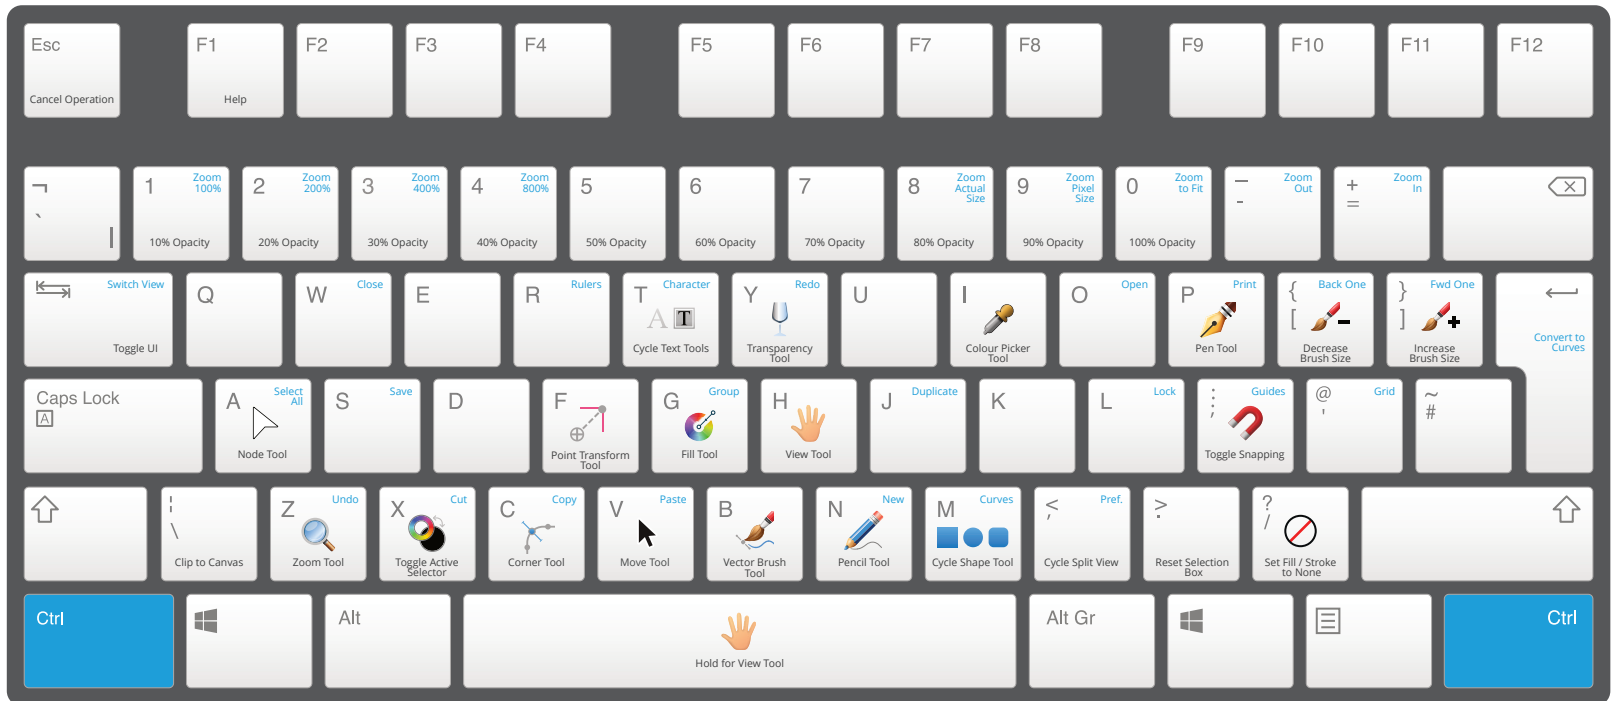 Esc
Cancel Operation
F1
Help
F2
F3
F4
F5
F6
F7
F8
F9
F10
F11
F12
¬
`
|
1
Zoom
100%
10% Opacity
2
Zoom
200%
20% Opacity
3
Zoom
400%
30% Opacity
4
Zoom
800%
40% Opacity
5
50% Opacity
6
60% Opacity
7
70% Opacity
8
Zoom
Actual
Size
80% Opacity
9
Zoom
Pixel
Size
90% Opacity
0
Zoom
to Fit
100% Opacity
—
-
Zoom
Out
+
=
Zoom
In
Switch View
Toggle UI
Q
W
Close
E
R
Rulers
T
Character
A T
Cycle Text Tools
Y
Redo
Transparency
Tool
U
I
Colour Picker
Tool
O
Open
P
Print
Pen Tool
{
[
Back One
Decrease
Brush Size
}
]
Fwd One
Increase
Brush Size
Convert to
Curves
Caps Lock
A
A
Select
All
Node Tool
S
Save
D
F
Point Transform
Tool
G
Group
Fill Tool
H
View Tool
J
Duplicate
K
L
Lock
:
;
Guides
Toggle Snapping
@
'
Grid
~
#
¦
\
Clip to Canvas
Z
Undo
Zoom Tool
X
Cut
Toggle Active
Selector
C
Copy
Corner Tool
V
Paste
Move Tool
B
Vector Brush
Tool
N
New
Pencil Tool
M
Curves
Cycle Shape Tool
<
,
Pref.
Cycle Split View
>
.
Reset Selection
Box
?
/
Set Fill / Stroke
to None
Ctrl
Alt
Hold for View Tool
Alt Gr
Ctrl